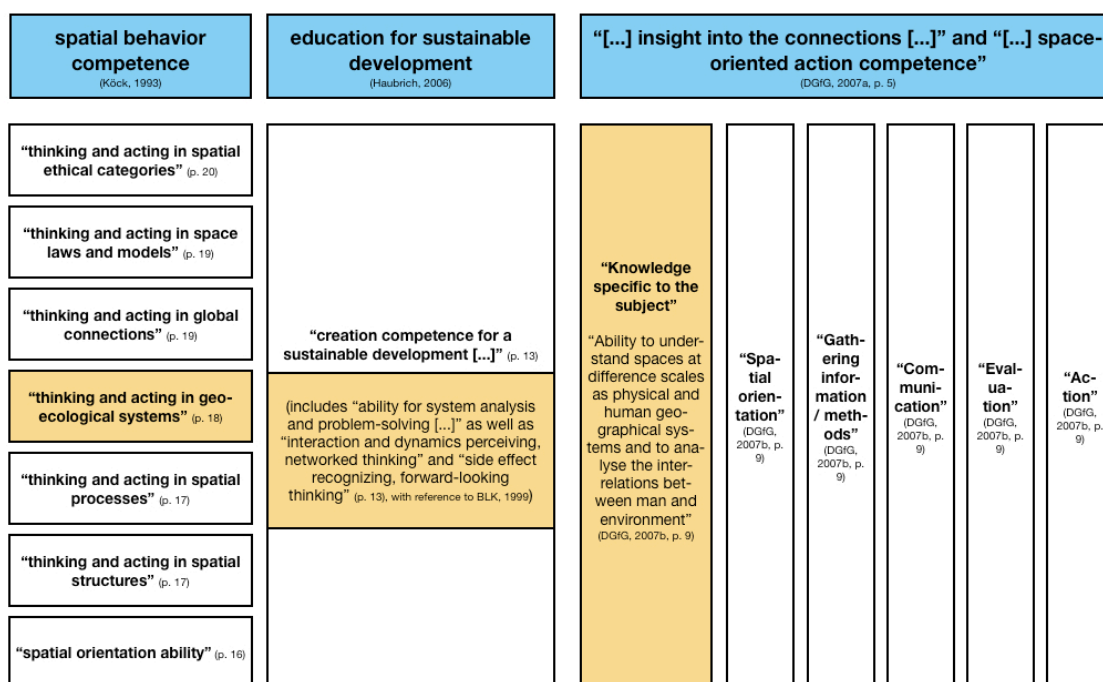 spatial behavior
competence
(Köck, 1993)
education for sustainable
development
(Haubrich, 2006)
“[...] insight into the connections [...]” and “[...] space-
oriented action competence”
(DGfG, 2007a, p. 5)
“thinking and acting in spatial
ethical categories” (p. 20)
“thinking and acting in space
laws and models” (p. 19)
“thinking and acting in global
connections” (p. 19)
“thinking and acting in geo-
ecological systems” (p. 18)
“thinking and acting in spatial
processes” (p. 17)
“thinking and acting in spatial
structures” (p. 17)
“spatial orientation ability” (p. 16)
“creation competence for a
sustainable development [...]” (p. 13)
(includes “ability for system analysis
and problem-solving [...]” as well as
“interaction and dynamics perceiving,
networked thinking” and “side effect
recognizing, forward-looking
thinking” (p. 13), with reference to BLK, 1999)
“Knowledge
specific to the
subject”
“Ability to under-
stand spaces at
difference scales
as physical and
human geo-
graphical sys-
tems and to ana-
lyse the inter-
relations bet-
ween man and
environment”
(DGfG, 2007b, p. 9)
“Spa-
tial
orien-
tation”
(DGfG,
2007b, p.
9)
“Gath-
ering
infor-
mation
/ meth-
ods”
(DGfG,
2007b, p.
9)
“Com-
muni-
cation”
(DGfG,
2007b, p.
9)
“Eval-
ua-
tion”
(DGfG,
2007b, p.
9)
“Ac-
tion”
(DGfG,
2007b, p.
9)